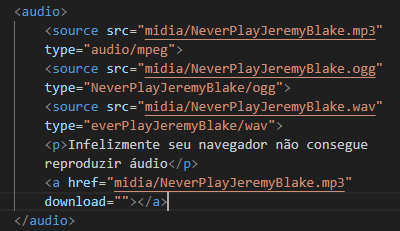 <audio>
<source src="midia/NeverPlayJeremyBlake.mp3"
type="audio/mpeg">
<source src="midia/NeverPlayJeremyBlake.ogg"
type="NeverPlayJeremyBlake/ogg">
<source src="midia/NeverPlayJeremyBlake.wav"
type="everPlayJeremyBlake/wav">
<p>Infelizmente seu navegador não consegue
reproduzir áudio</p>
<a href="midia/NeverPlayJeremyBlake.mp3"
download=""></a>
</audio>